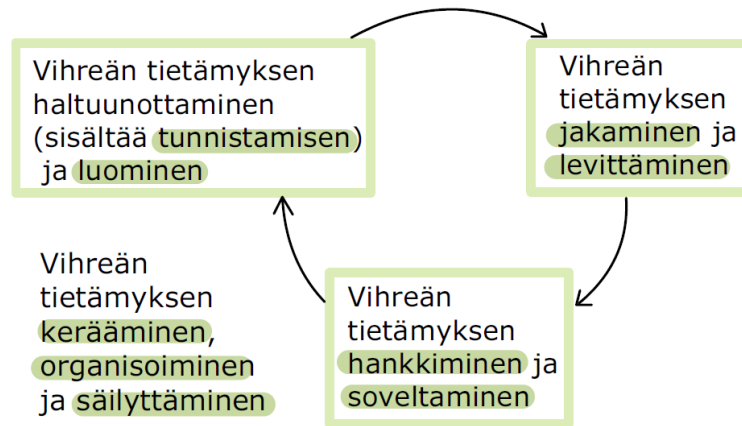 Vihreän tietämyksen
haltuunottaminen
(sisältää tunnistamisen)
ja luominen
Vihreän
tietämyksen
jakaminen ja
levittäminen
Vihreän
tietämyksen
kerääminen,
organisoiminen
ja säilyttäminen
Vihreän
tietämyksen
hankkiminen ja
soveltaminen